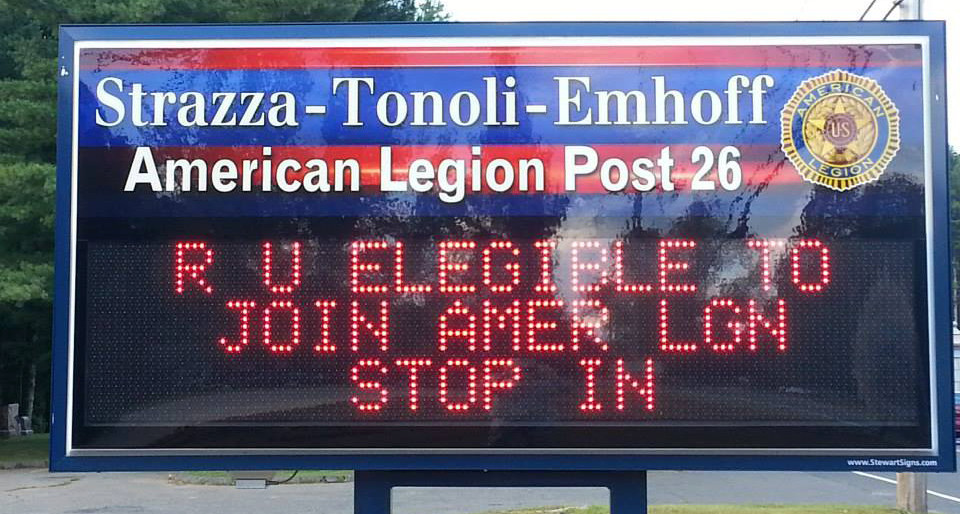 Strazza-Tonoli-Emhoff
American Legion Post 26
AMERICAN
US
LEGION
R U ELEGIBLE TO
JOIN AMER LGN
STOP IN
www.StewartSigns.com